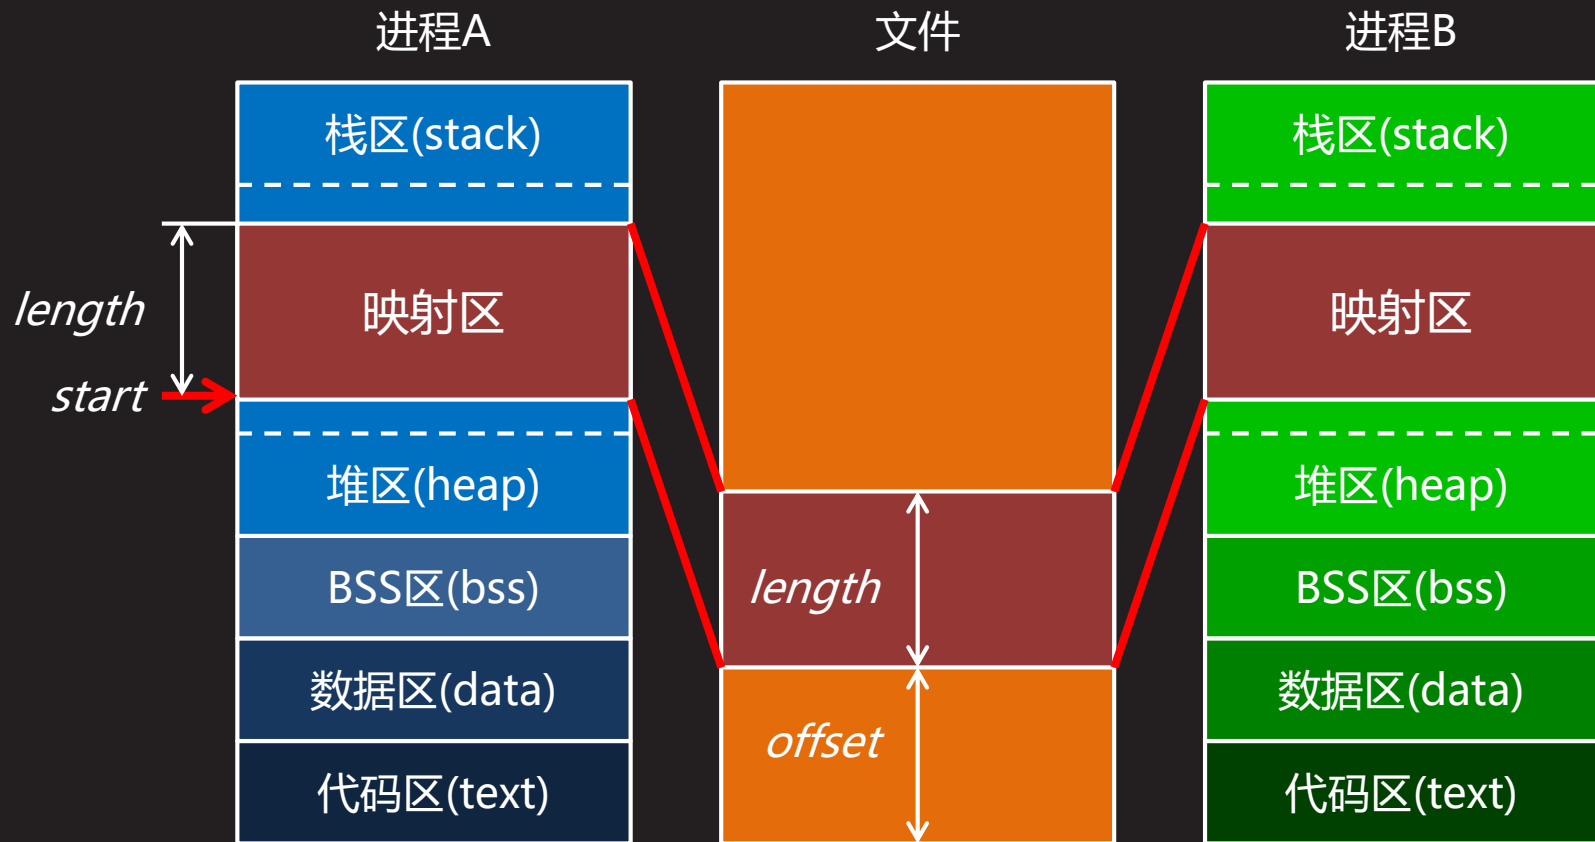 进程A
文件
进程B
栈区(stack)
栈区(stack)
length
映射区
映射区
start
堆区(heap)
堆区(heap)
BSS区(bss)
length
BSS区(bss)
数据区(data)
数据区(data)
offset
代码区(text)
代码区(text)